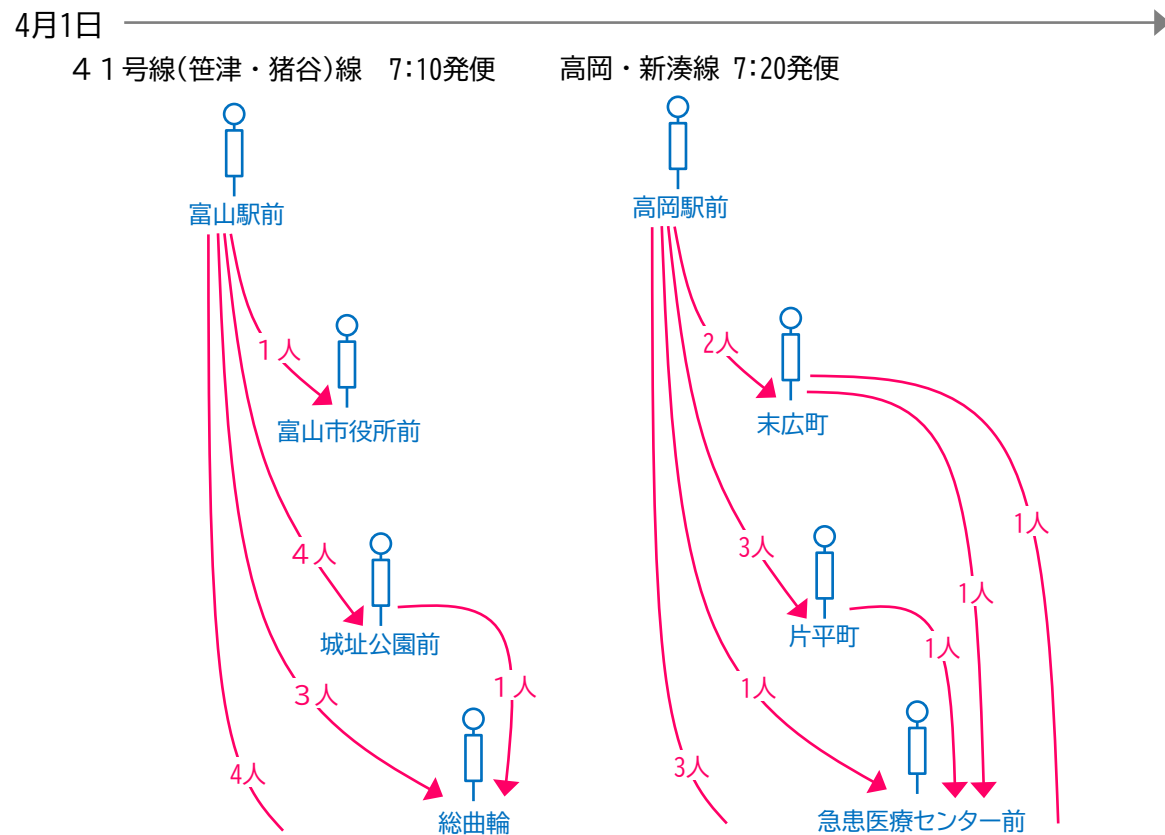 4月1日
４１号線(笹津・猪谷)線　7:10発便
高岡・新湊線 7:20発便
富山駅前
高岡駅前
１人
2人
富山市役所前
末広町
４人
3人
1人
城址公園前
片平町
1人
1人
３人
１人
1人
4人
3人
総曲輪
急患医療センター前